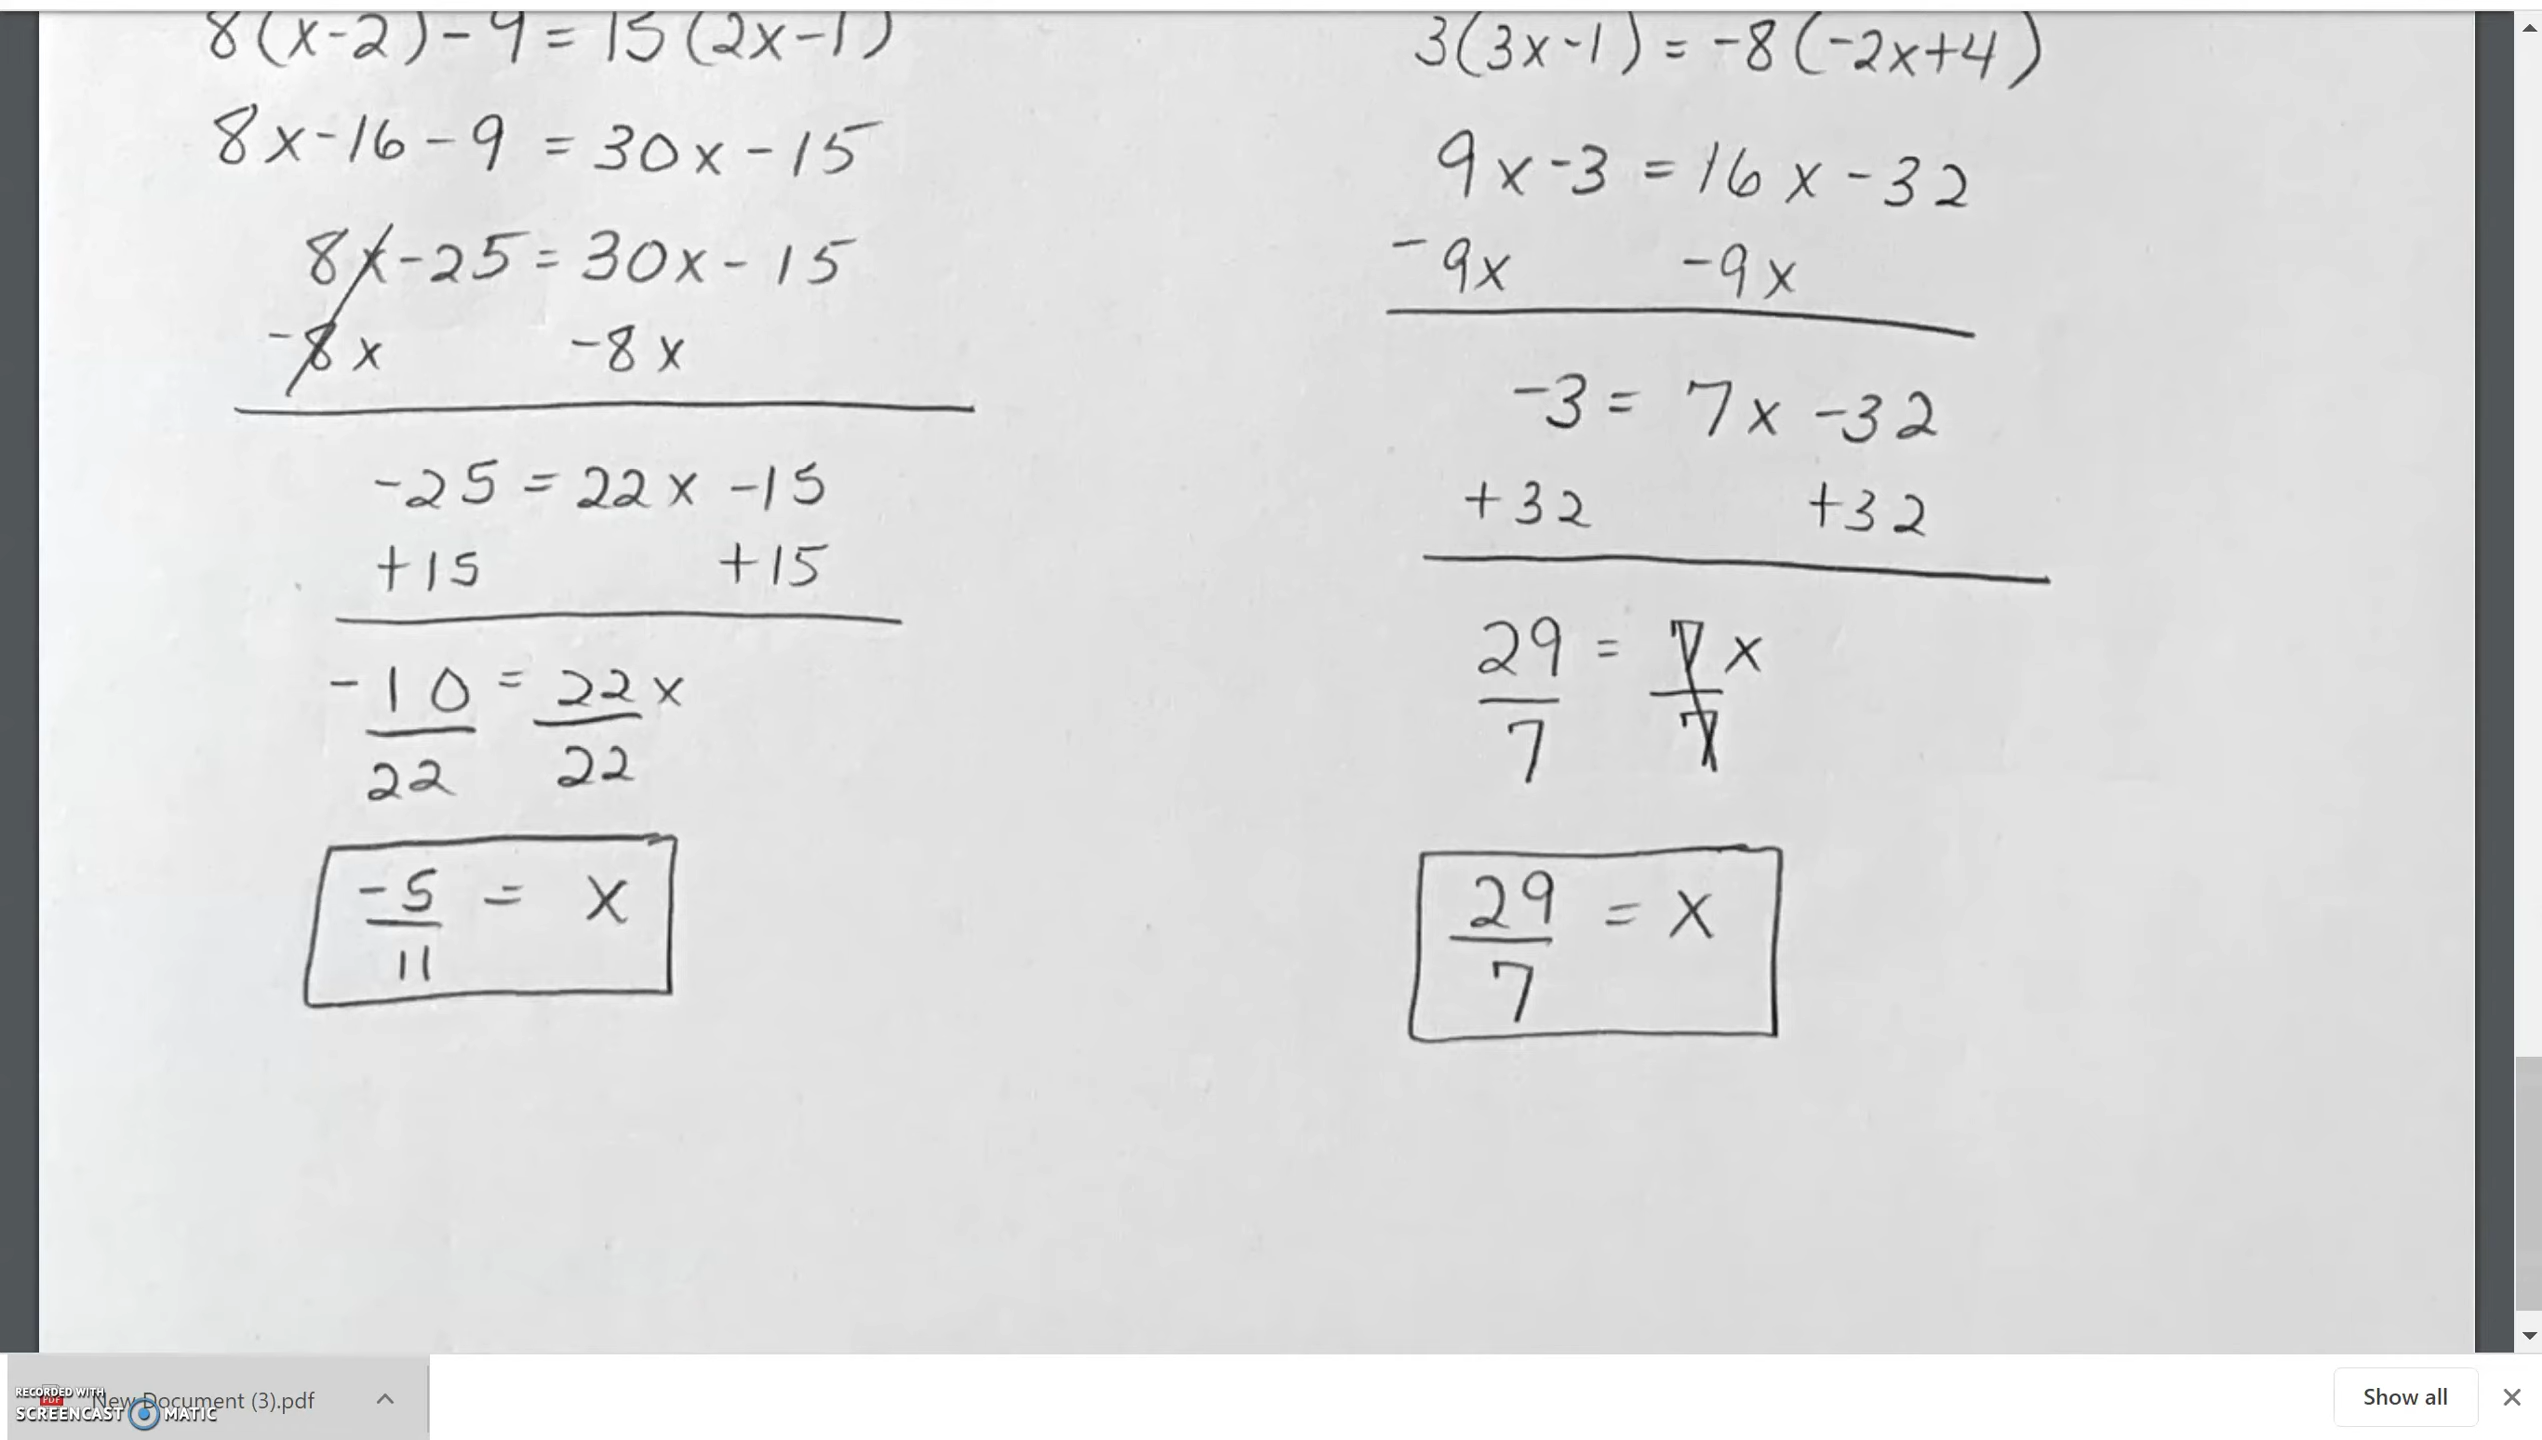 8(x-2)-9 = 15(2x-1)
8x-16-9 = 30x-15
8x-25 = 30x-15
-8x -8x
-25 = 22x -15
+15 +15
-10 = 22x
22 22
-5 = x
11
3(3x-1) = -8(-2x+4)
9x-3 = 16x-32
-9x -9x
-3 = 7x -32
+32 +32
29 = 7x
7 7
29 = x
7
RECORDED WITH
SCREENCAST MATIC
PDF
New Document (3).pdf
Show all